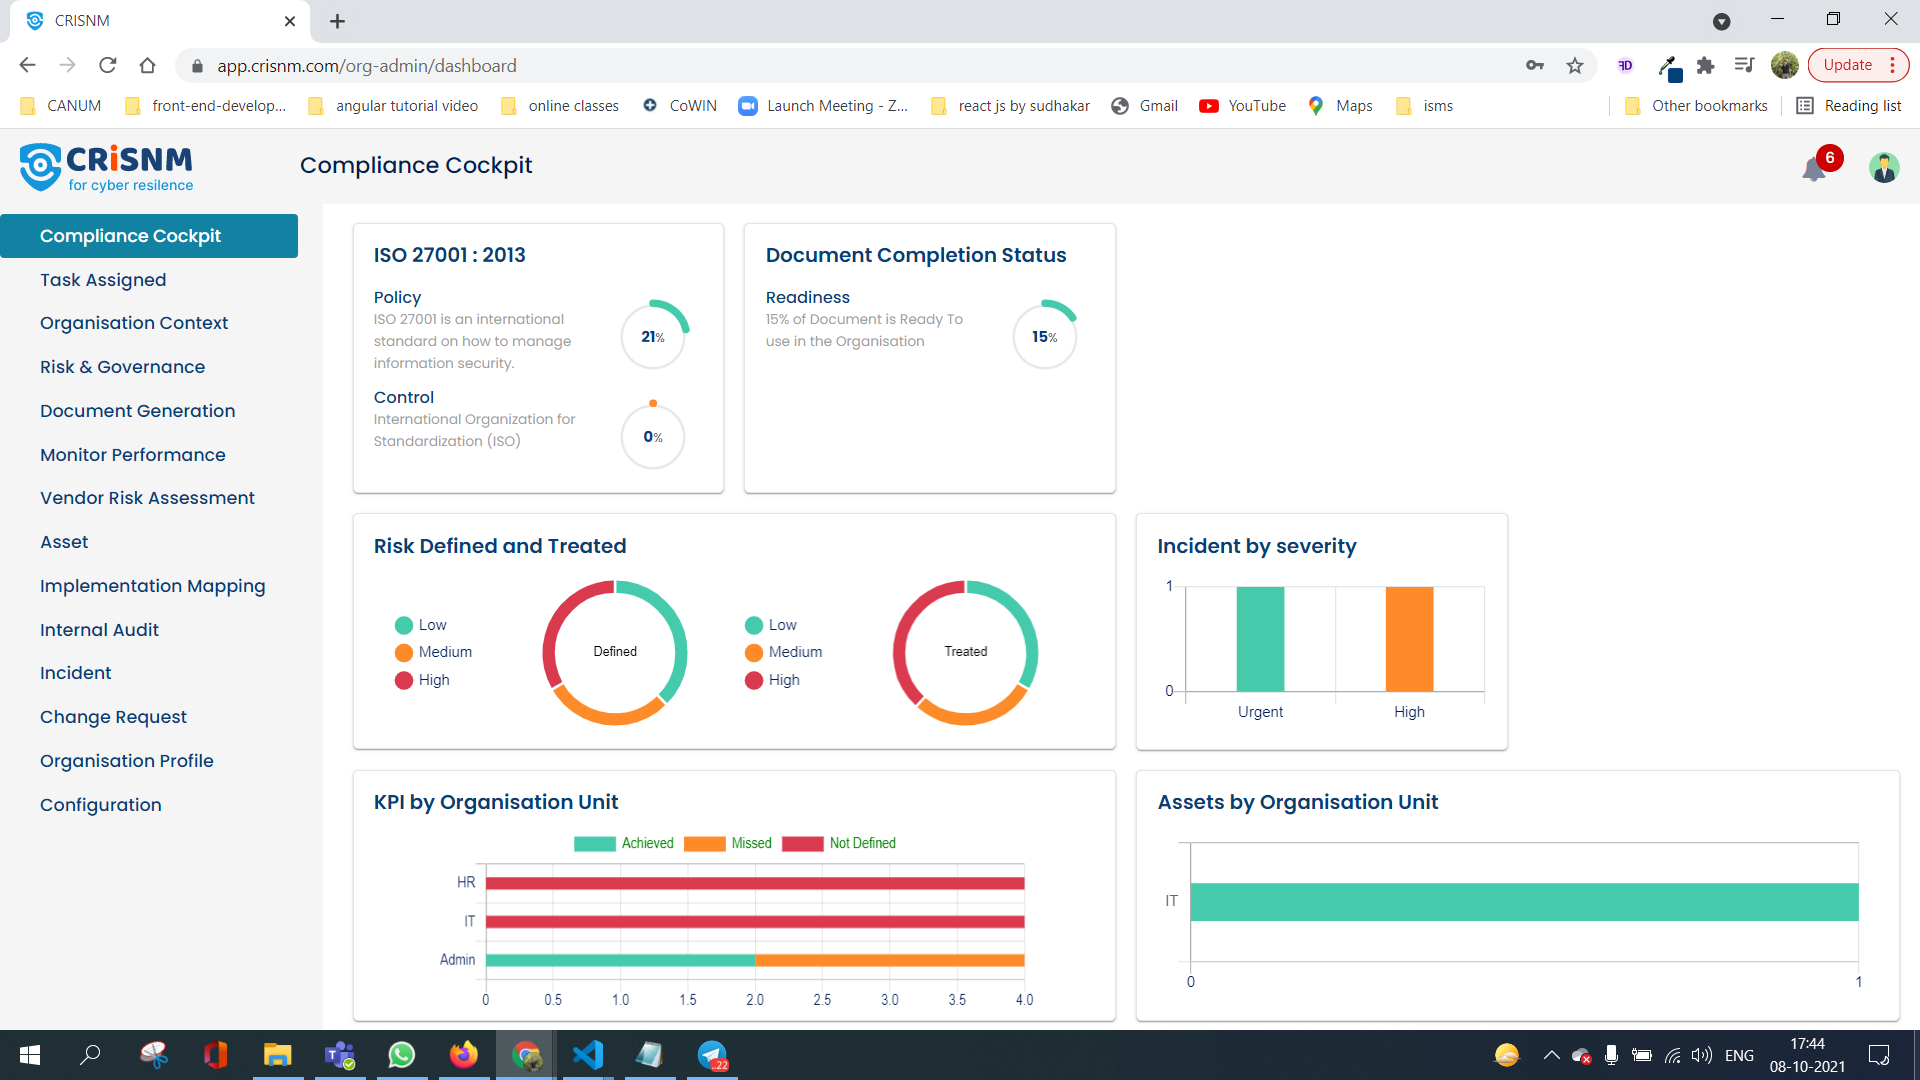 CRISNM
app.crisnm.com/org-admin/dashboard
Update
CANUM
front-end-develop...
angular tutorial video
online classes
CoWIN
Launch Meeting - Z...
react js by sudhakar
Gmail
YouTube
Maps
isms
Other bookmarks
Reading list
CRiSNM
for cyber resilence
Compliance Cockpit
6
Compliance Cockpit
Task Assigned
Organisation Context
Risk & Governance
Document Generation
Monitor Performance
Vendor Risk Assessment
Asset
Implementation Mapping
Internal Audit
Incident
Change Request
Organisation Profile
Configuration
ISO 27001 : 2013
Policy
ISO 27001 is an international
standard on how to manage
information security.
21%
Control
International Organization for
Standardization (ISO)
0%
Document Completion Status
Readiness
15% of Document is Ready To
use in the Organisation
15%
Risk Defined and Treated
Low
Medium
High
Defined
Low
Medium
High
Treated
Incident by severity
1
0
Urgent
High
KPI by Organisation Unit
Achieved
Missed
Not Defined
HR
IT
Admin
0
0.5
1.0
1.5
2.0
2.5
3.0
3.5
4.0
Assets by Organisation Unit
IT
0
1
..22
ENG
17:44
08-10-2021